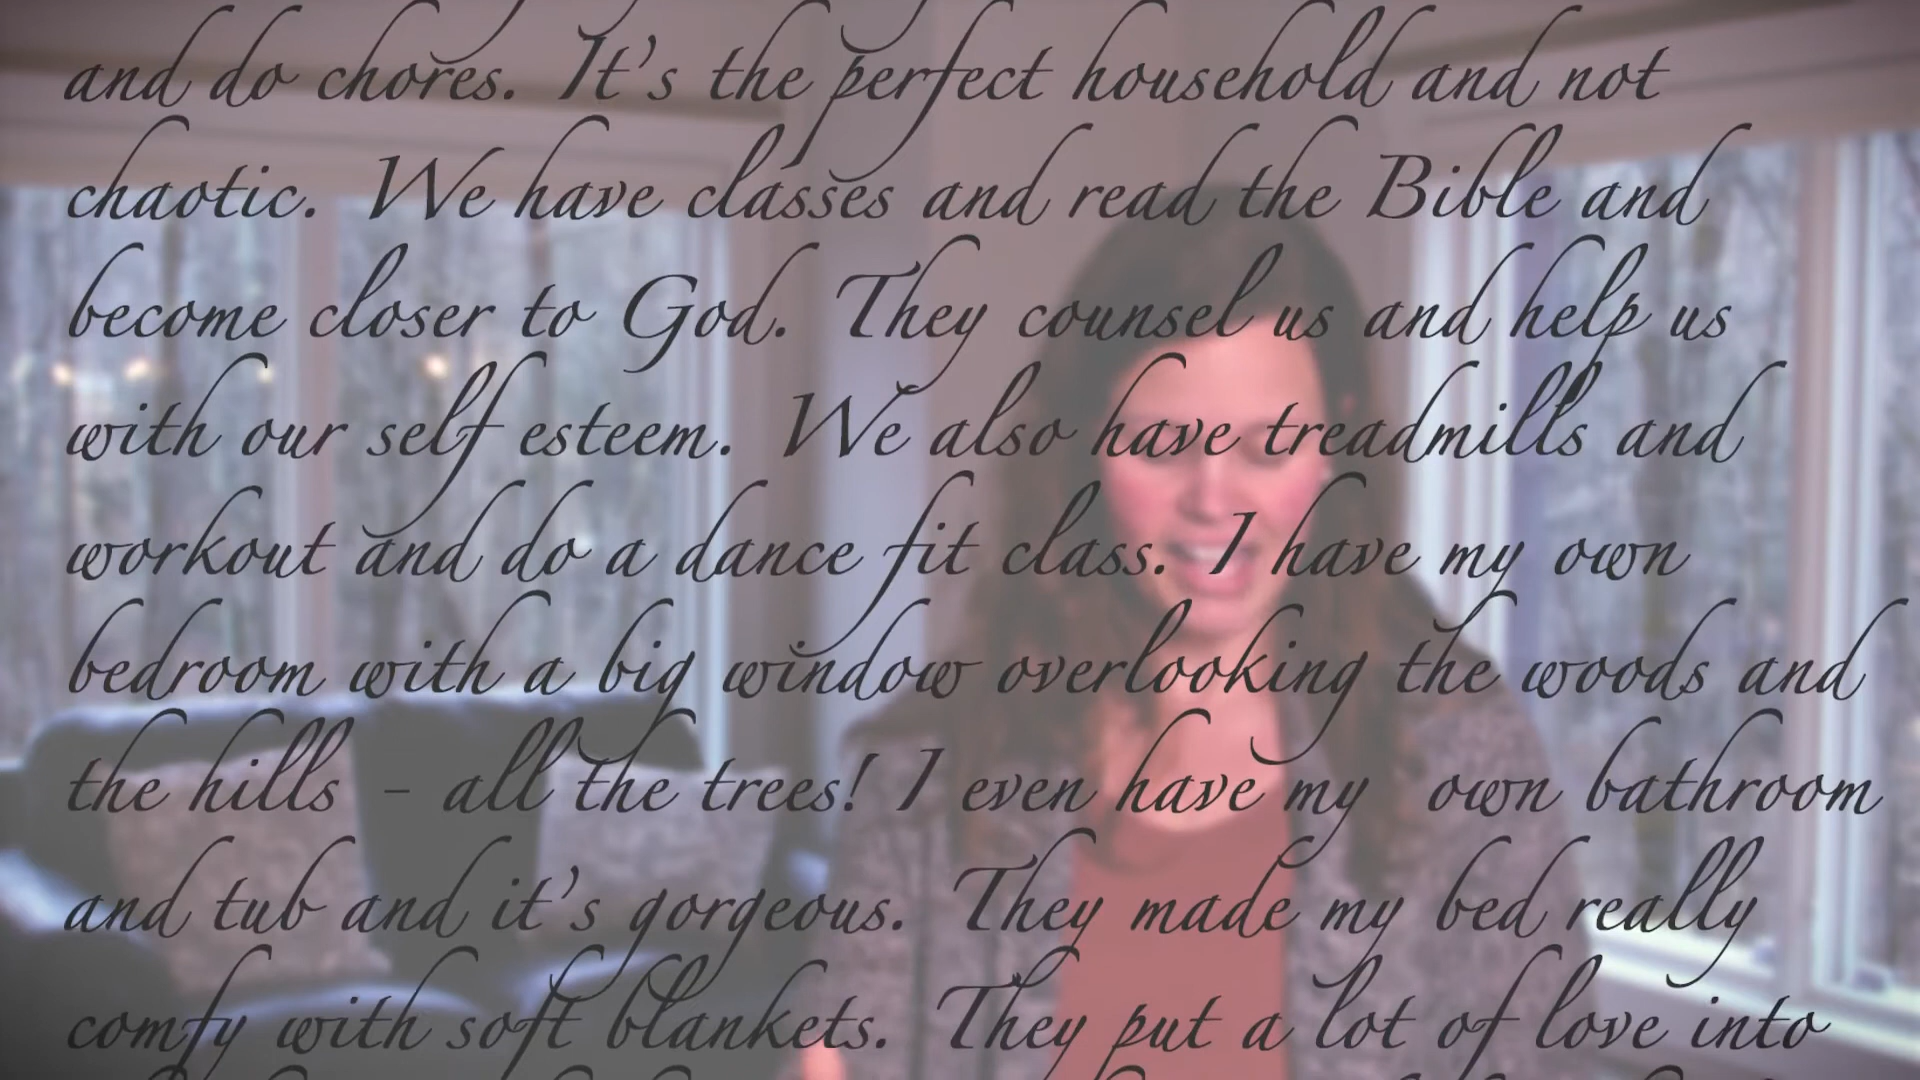 and do chores. It's the perfect household and not
chaotic. We have classes and read the Bible and
become closer to God. They counsel us and help us
with our self esteem. We also have treadmills and
workout and do a dance fit class. I have my own
bedroom with a big window overlooking the woods and
the hills - all the trees! I even have my own bathroom
and tub and it's gorgeous. They made my bed really
comfy with soft blankets. They put a lot of love into